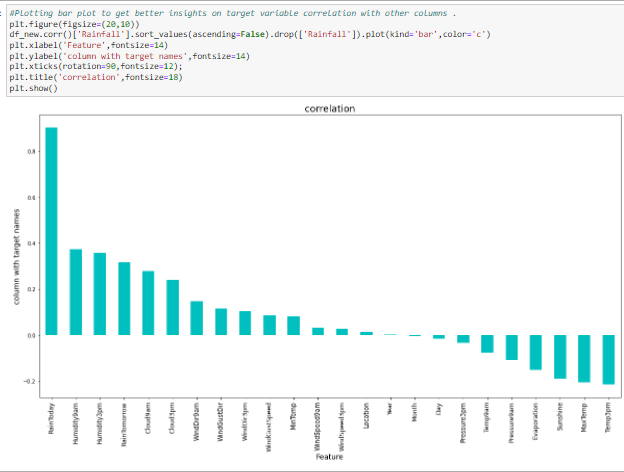 #Plotting bar plot to get better insights on target variable correlation with other columns .
plt.figure(figsize=(20,10))
df_new.corr()['Rainfall'].sort_values(ascending=False).drop(['Rainfall']).plot(kind='bar',color='c')
plt.xlabel('Feature',fontsize=14)
plt.ylabel('column with target names',fontsize=14)
plt.xticks(rotation=90,fontsize=12);
plt.title('correlation',fontsize=18)
plt.show()
correlation
column with target names
0.8
0.6
0.4
0.2
0.0
−0.2
RainToday
Humidity9am
Humidity3pm
RainTomorrow
Cloud9am
Cloud3pm
WindDir9am
WindGustDir
WindDir3pm
WindGustSpeed
MinTemp
WindSpeed9am
WindSpeed3pm
Location
Year
Month
Day
Pressure3pm
Temp9am
Pressure9am
Evaporation
Sunshine
MaxTemp
Temp3pm
Feature